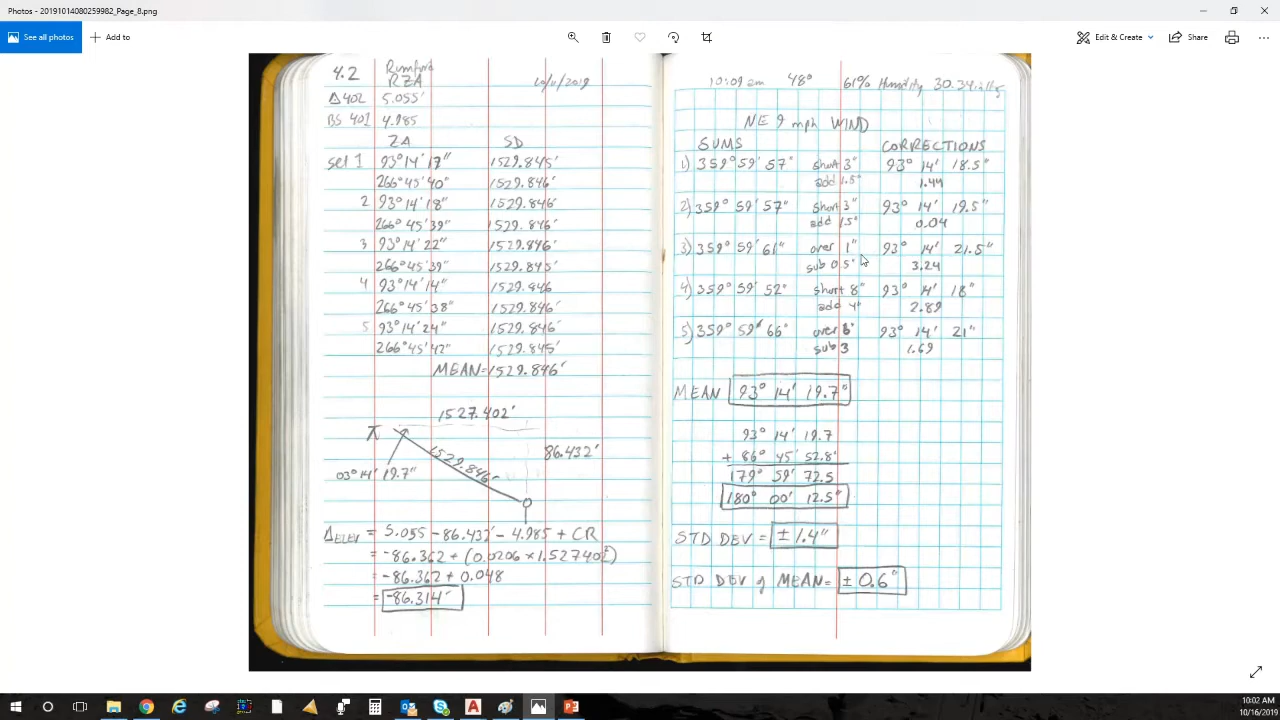 Photos - 20191014080259982_Page_8.png
See all photos
Add to
Edit & Create
Share
4.2 Rumford
RZA 10/11/2019
Δ402 5.055'
BS 401 4.985
ZA SD
set 1 93°14'17" 1529.845'
266°45'40" 1529.846'
2 93°14'18" 1529.846'
266°45'39" 1529.846'
3 93°14'22" 1529.846'
266°45'39" 1529.845'
4 93°14'14" 1529.846
266°45'38" 1529.846'
5 93°14'24" 1529.846'
266°45'42" 1529.845'
MEAN=1529.846'
1527.402'
1529.846
86.432'
03°14' 19.7"
ΔELEV = 5.055 - 86.432' - 4.985 + CR
= -86.362 + (0.0206 × 1.527402²)
= -86.362 + 0.048
= -86.314'
10:09 am 48° 61% Humidity 30.34 inHg
NE 9 mph WIND
SUMS CORRECTIONS
1) 359° 59' 57" short 3" 93° 14' 18.5"
add 1.5" 1.44
2) 359° 59' 57" short 3" 93° 14' 19.5"
add 1.5" 0.04
3) 359° 59' 61" over 1" 93° 14' 21.5"
sub 0.5" 3.24
4) 359° 59' 52" short 8" 93° 14' 18"
add 4" 2.89
5) 359° 59' 66" over 6" 93° 14' 21"
sub 3 1.69
MEAN 93° 14' 19.7"
93° 14' 19.7
+ 86° 45' 52.8"
179° 59' 72.5
180° 00' 12.5"
STD DEV = ± 1.4"
STD DEV of MEAN= ± 0.6"
10:02 AM
10/16/2019